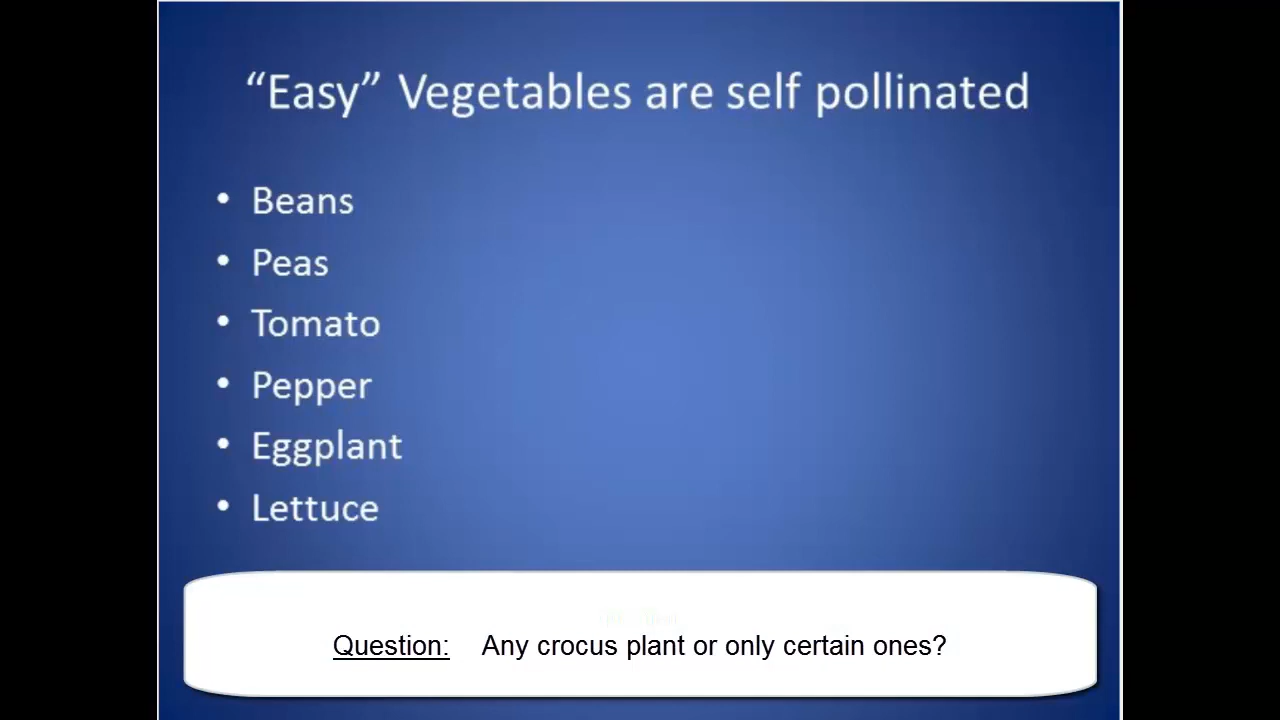 “Easy” Vegetables are self pollinated
• Beans
• Peas
• Tomato
• Pepper
• Eggplant
• Lettuce
Question: Any crocus plant or only certain ones?